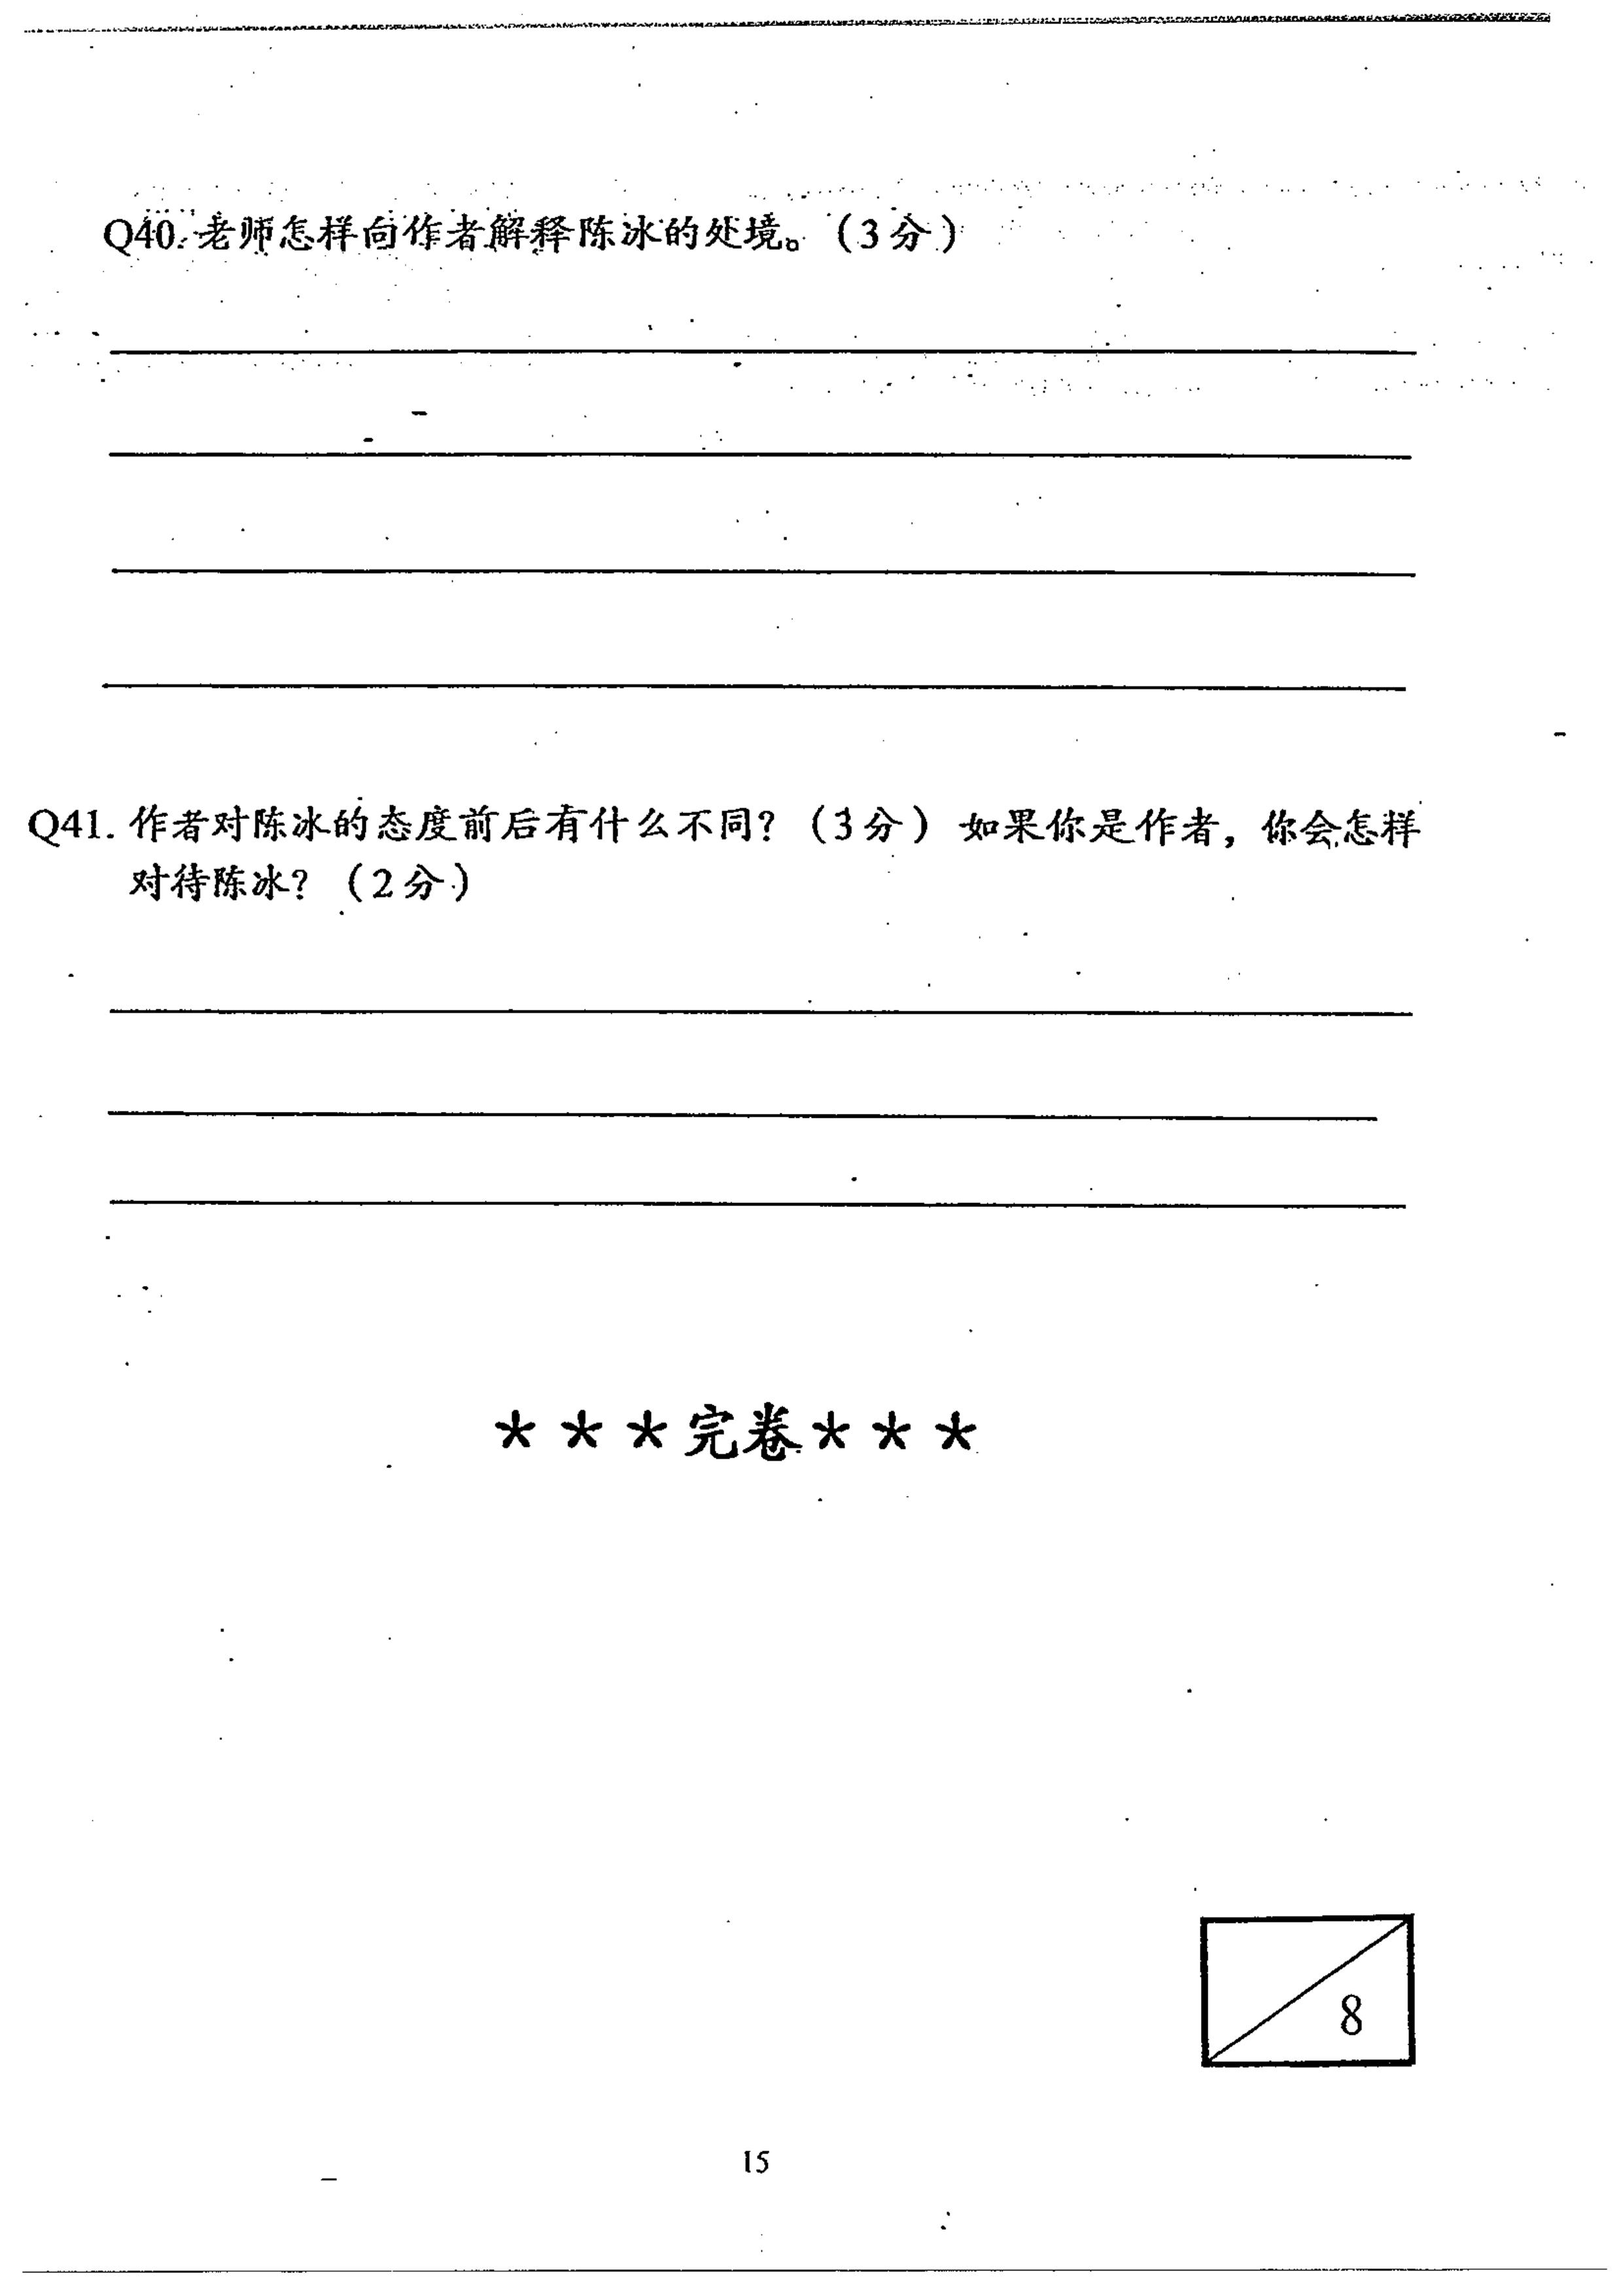 Q40. 老师怎样向作者解释陈冰的处境。（3分）
Q41. 作者对陈冰的态度前后有什么不同？（3分）如果你是作者，你会怎样
对待陈冰？（2分）
＊＊＊完卷＊＊＊
8
15